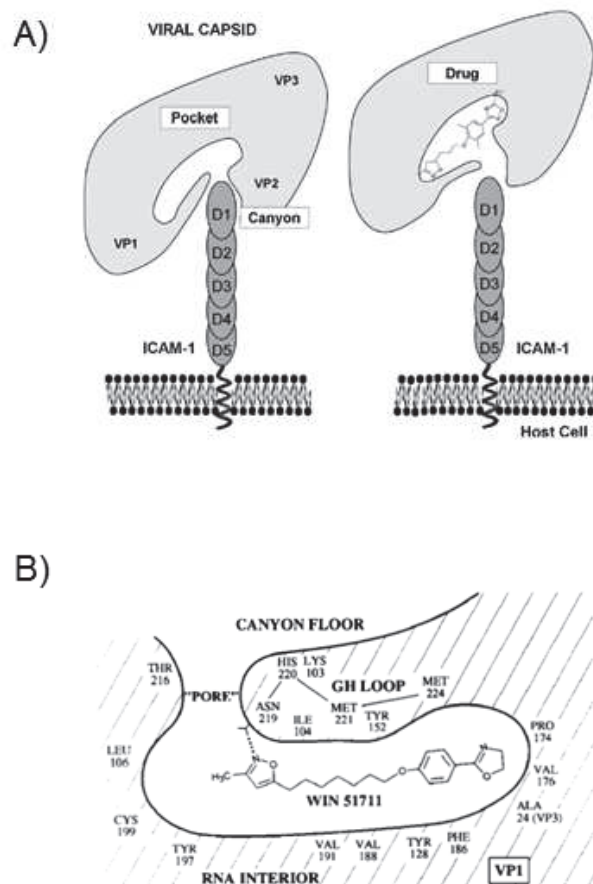 A)
VIRAL CAPSID
VP3
Pocket
VP2
Canyon
VP1
D1
D2
D3
D4
D5
ICAM-1
Drug
D1
D2
D3
D4
D5
ICAM-1
Host Cell
B)
CANYON FLOOR
THR
216
"PORE"
HIS
220
LYS
103
GH LOOP
MET
224
ASN
219
ILE
104
MET
221
TYR
152
LEU
106
PRO
174
VAL
176
ALA
24 (VP3)
CYS
199
TYR
197
H₃C
N
O
O
N
O
WIN 51711
VAL
191
VAL
188
TYR
128
PHE
186
RNA INTERIOR
VP1